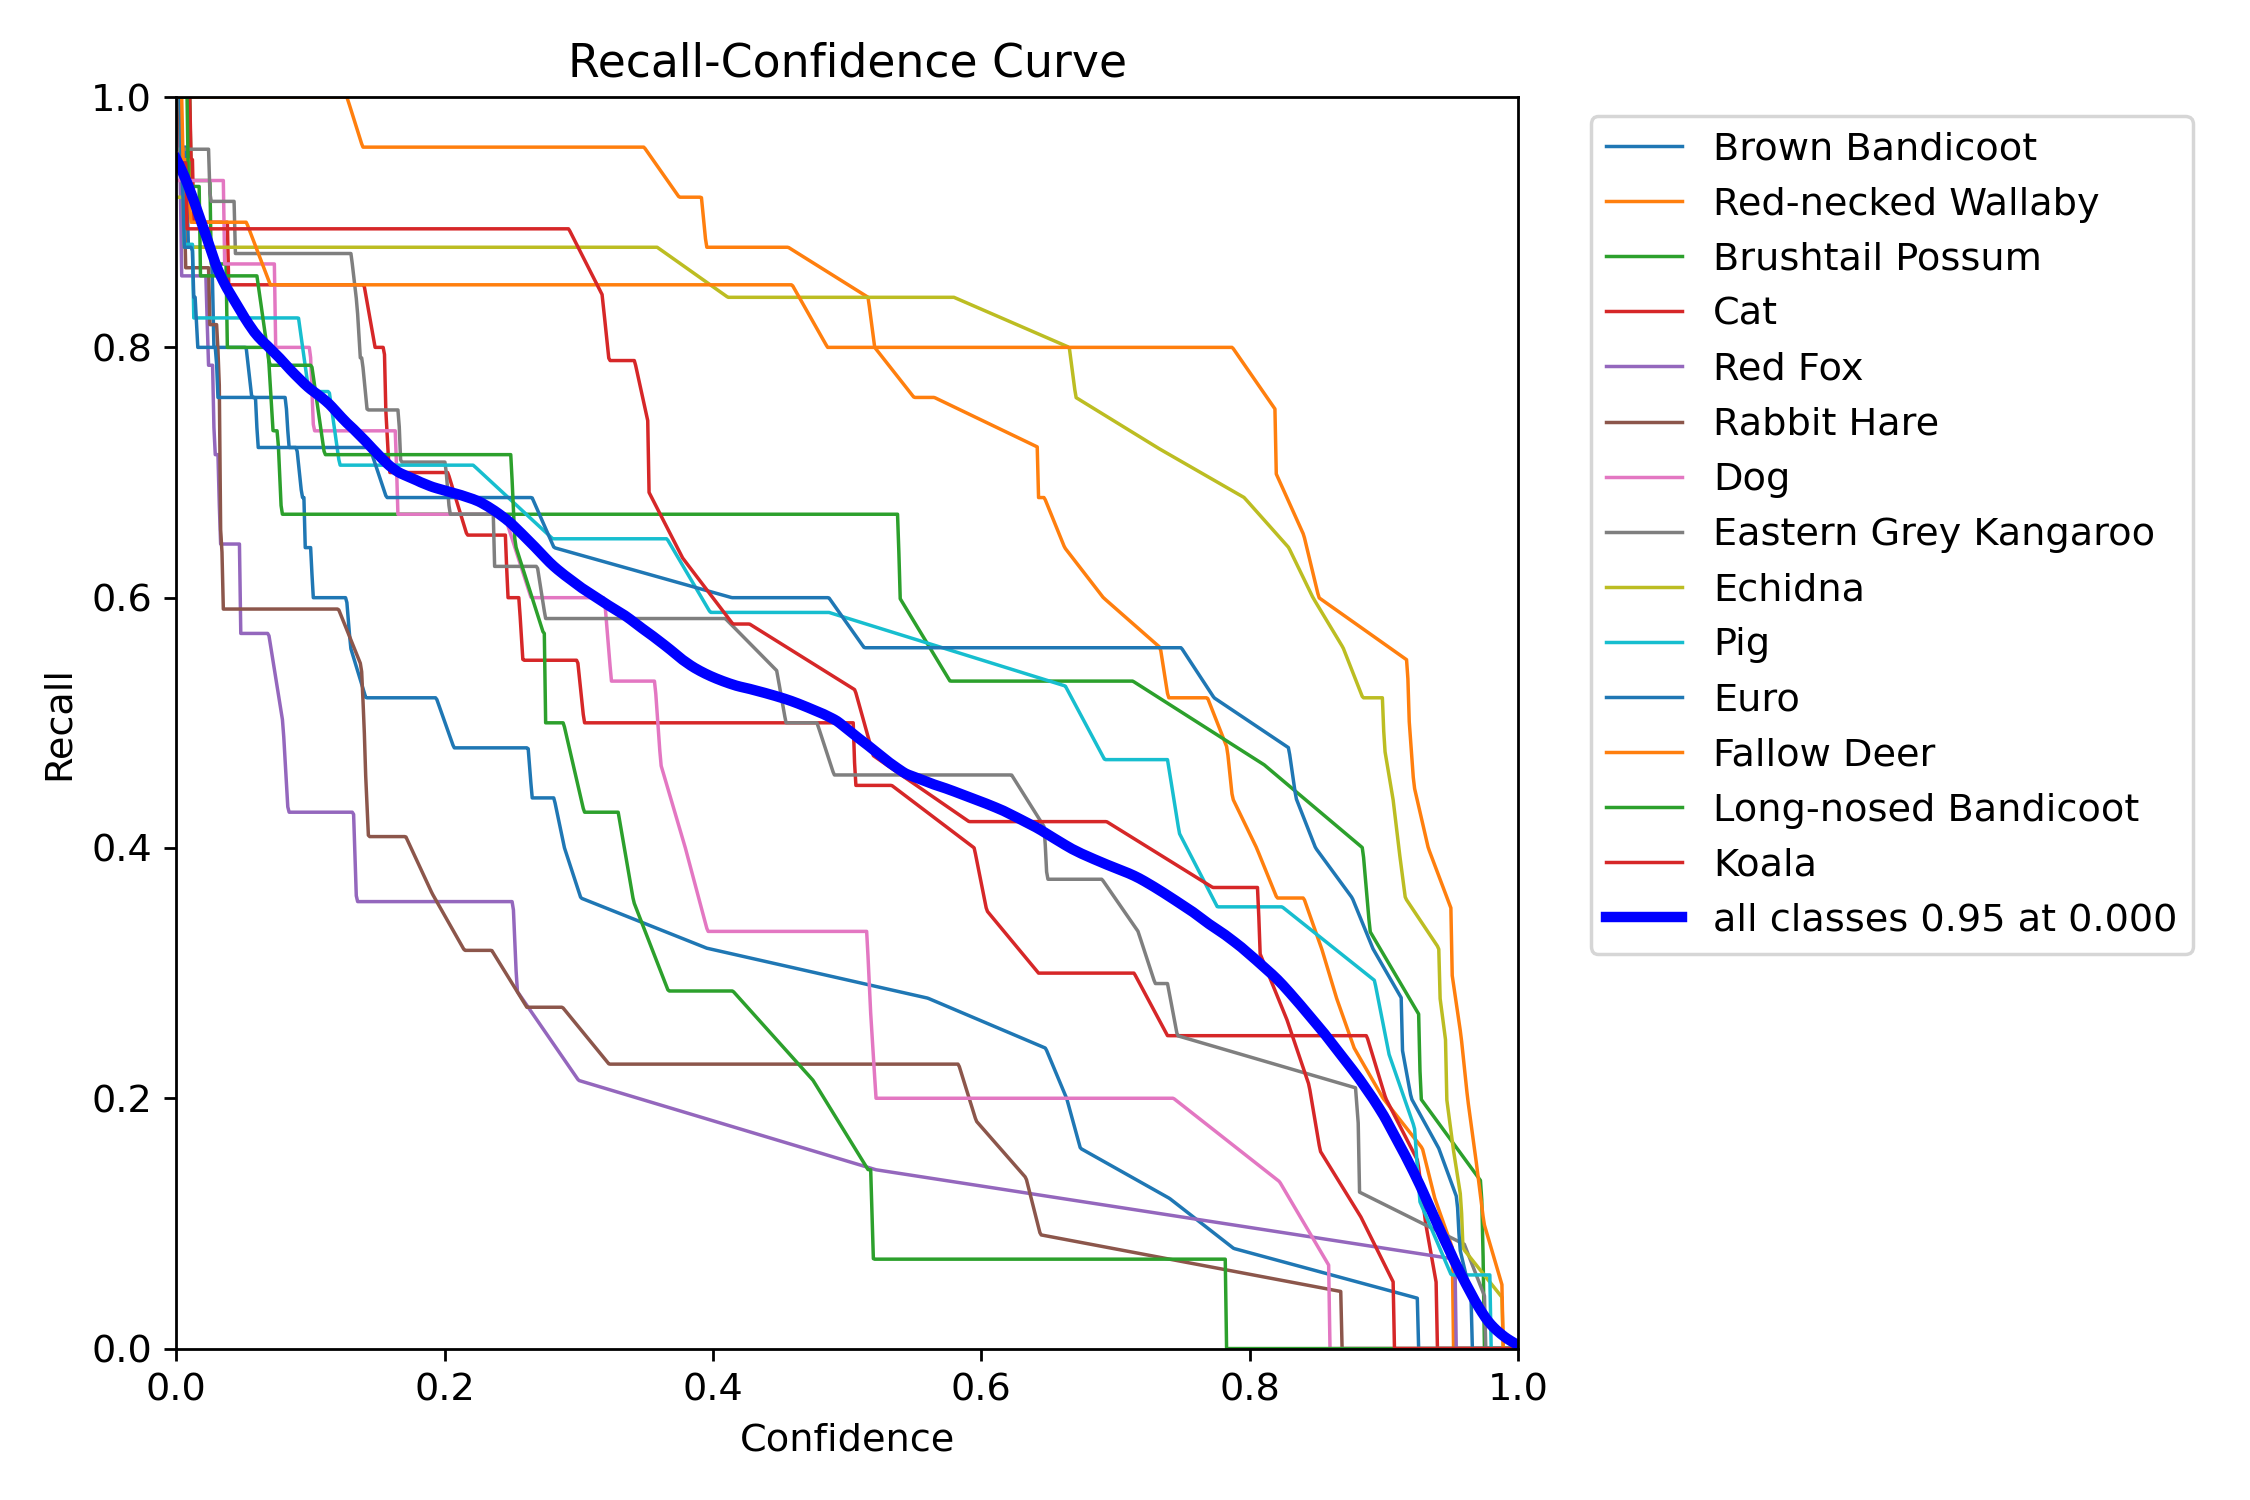 Recall-Confidence Curve
1.0
0.8
0.6
0.4
0.2
0.0
Recall
0.0 0.2 0.4 0.6 0.8 1.0
Confidence
Brown Bandicoot
Red-necked Wallaby
Brushtail Possum
Cat
Red Fox
Rabbit Hare
Dog
Eastern Grey Kangaroo
Echidna
Pig
Euro
Fallow Deer
Long-nosed Bandicoot
Koala
all classes 0.95 at 0.000